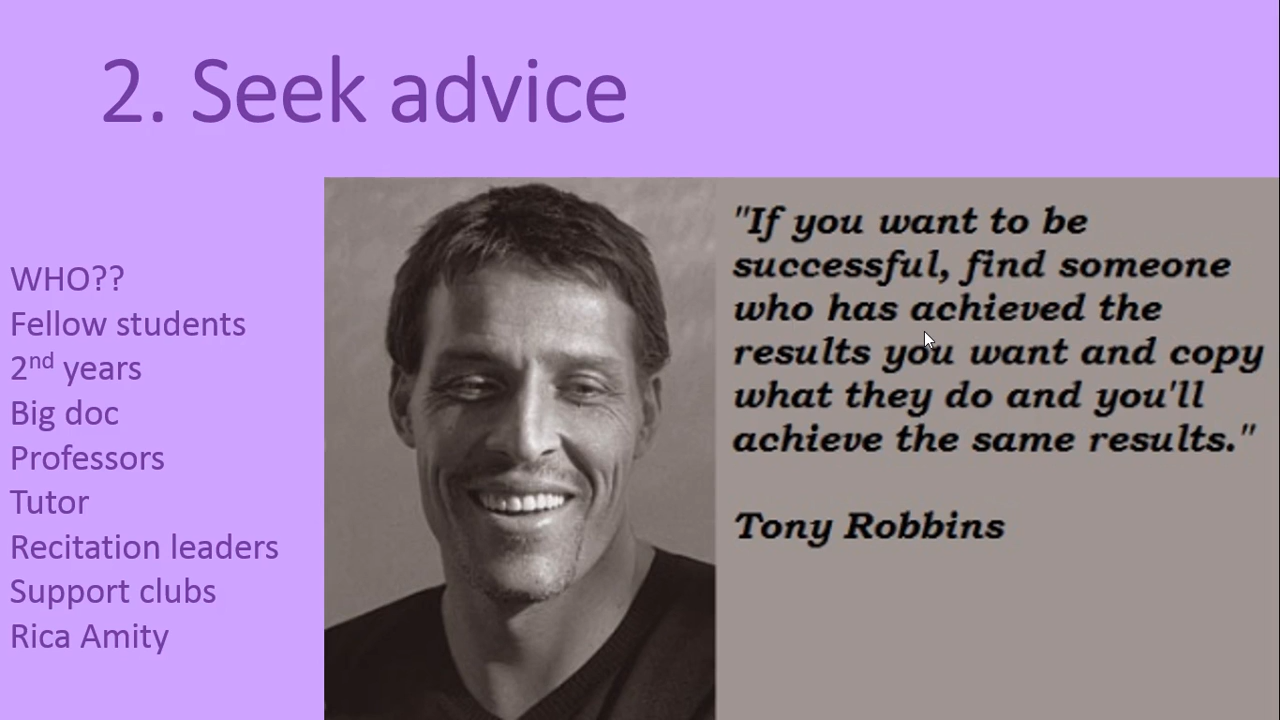 2. Seek advice
WHO??
Fellow students
2nd years
Big doc
Professors
Tutor
Recitation leaders
Support clubs
Rica Amity
"If you want to be
successful, find someone
who has achieved the
results you want and copy
what they do and you'll
achieve the same results."
Tony Robbins